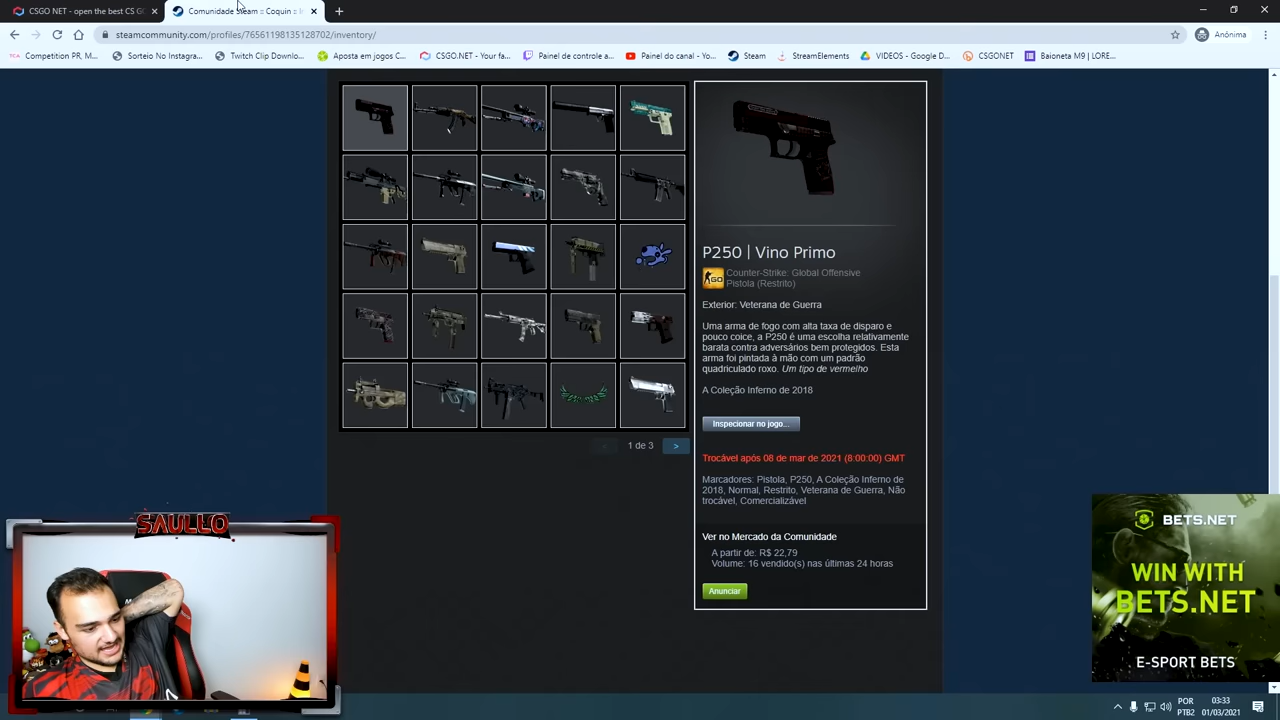 CSGO NET - open the best CS GO
Comunidade Steam :: Coquin :: In
steamcommunity.com/profiles/76561198135128702/inventory/
Anônima
Competition PR, M...
Sorteio No Instagra...
Twitch Clip Downlo...
Aposta em jogos C...
CSGO.NET - Your fa...
Painel de controle a...
Painel do canal - Yo...
Steam
StreamElements
VIDEOS - Google D...
CSGONET
Baioneta M9 | LORE...
P250 | Vino Primo
Counter-Strike: Global Offensive
Pistola (Restrito)
Exterior: Veterana de Guerra
Uma arma de fogo com alta taxa de disparo e
pouco coice, a P250 é uma escolha relativamente
barata contra adversários bem protegidos. Esta
arma foi pintada à mão com um padrão
quadriculado roxo. Um tipo de vermelho
A Coleção Inferno de 2018
Inspecionar no jogo...
1 de 3
>
Trocável após 08 de mar de 2021 (8:00:00) GMT
Marcadores: Pistola, P250, A Coleção Inferno de
2018, Normal, Restrito, Veterana de Guerra, Não
trocável, Comercializável
Ver no Mercado da Comunidade
A partir de: R$ 22,79
Volume: 16 vendido(s) nas últimas 24 horas
Anunciar
SAULLO
BETS.NET
WIN WITH
BETS.NET
E-SPORT BETS
POR
PTB2
03:33
01/03/2021